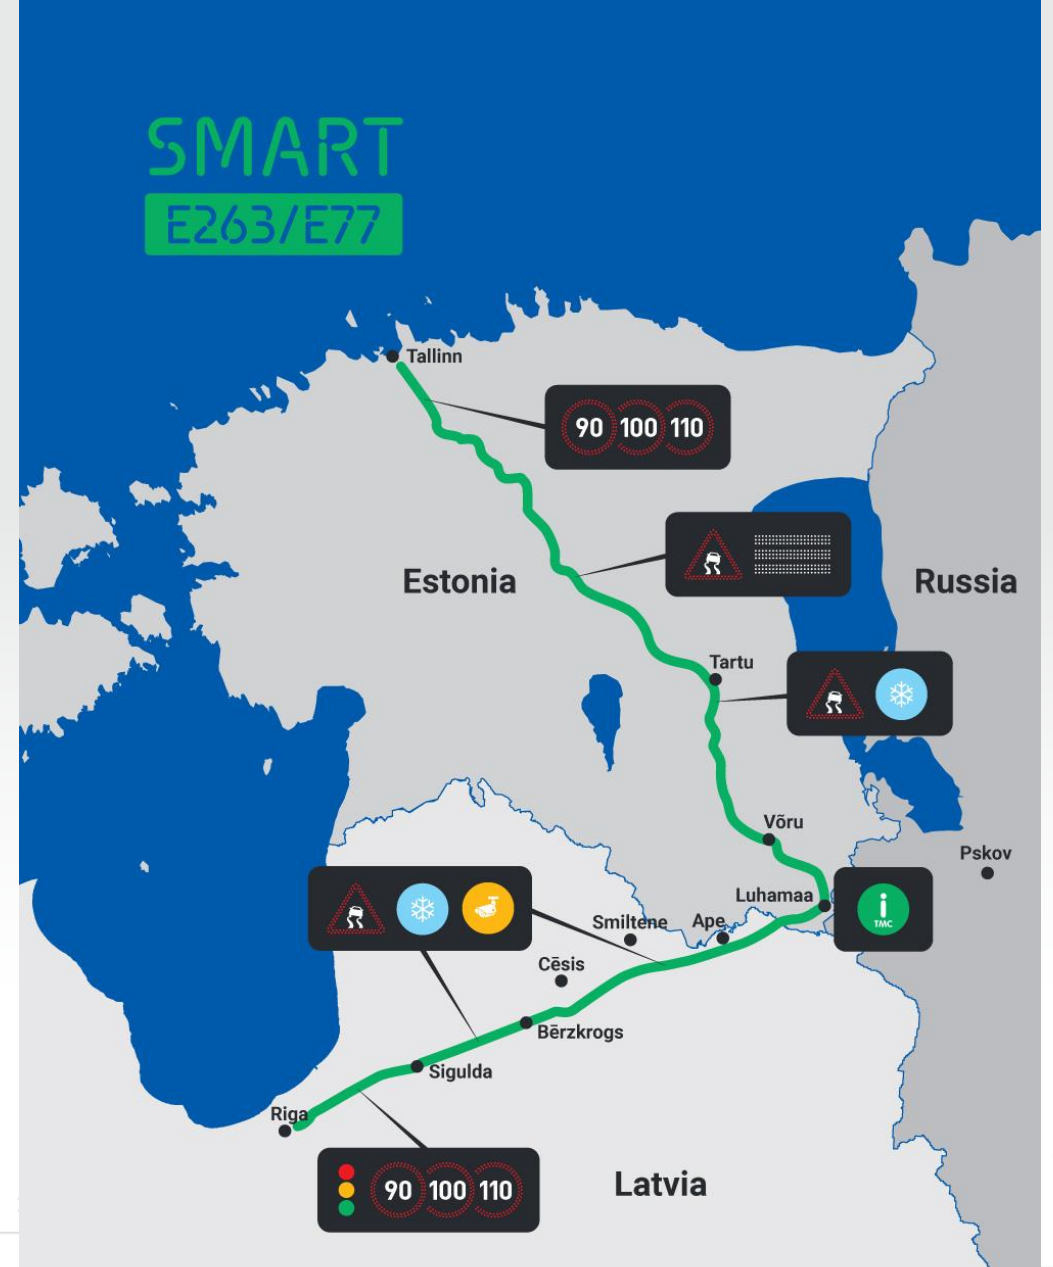 SMART
E263/E77
Tallinn
90 100 110
Estonia
Russia
Tartu
Võru
Pskov
Luhamaa
i
TMC
Smiltene
Ape
Cēsis
Bērzkrogs
Sigulda
Riga
90 100 110
Latvia